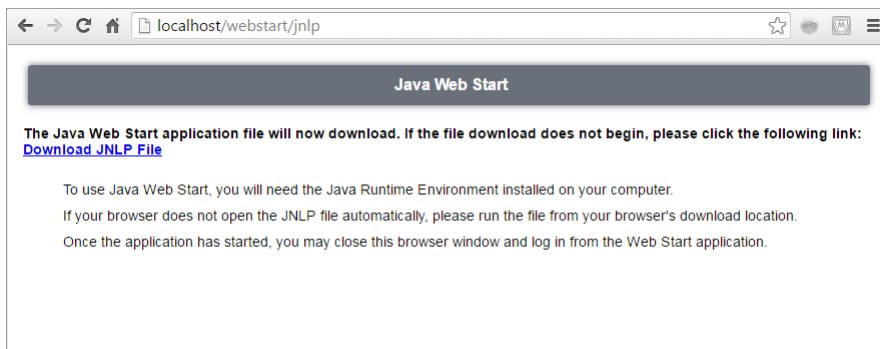 localhost/webstart/jnlp
Java Web Start
The Java Web Start application file will now download. If the file download does not begin, please click the following link:
Download JNLP File
To use Java Web Start, you will need the Java Runtime Environment installed on your computer.
If your browser does not open the JNLP file automatically, please run the file from your browser's download location.
Once the application has started, you may close this browser window and log in from the Web Start application.